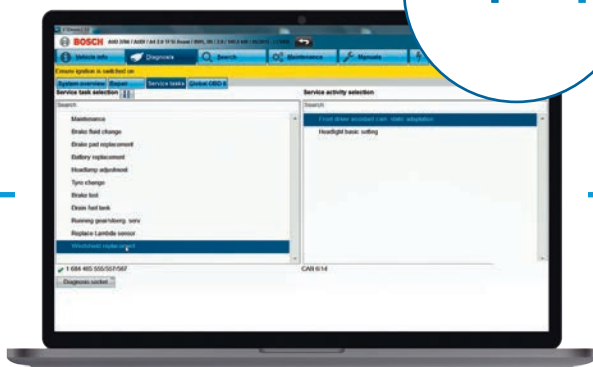 BOSCH
Vehicle info Diagnosis Search Maintenance Manuals
Ensure ignition is switched on
System overview Repair Service tasks Global OBD II
Service task selection Service activity selection
Search Search
Maintenance
Brake fluid change
Brake pad replacement
Battery replacement
Headlamp adjustment
Tyre change
Brake test
Drain fuel tank
Running gear/steerg. serv.
Replace Lambda sensor
Windshield replacement
Front driver assistant cam. static adaptation
Headlight basic setting
1 684 465 555/557/567 CAB 6/14
Diagnosis socket